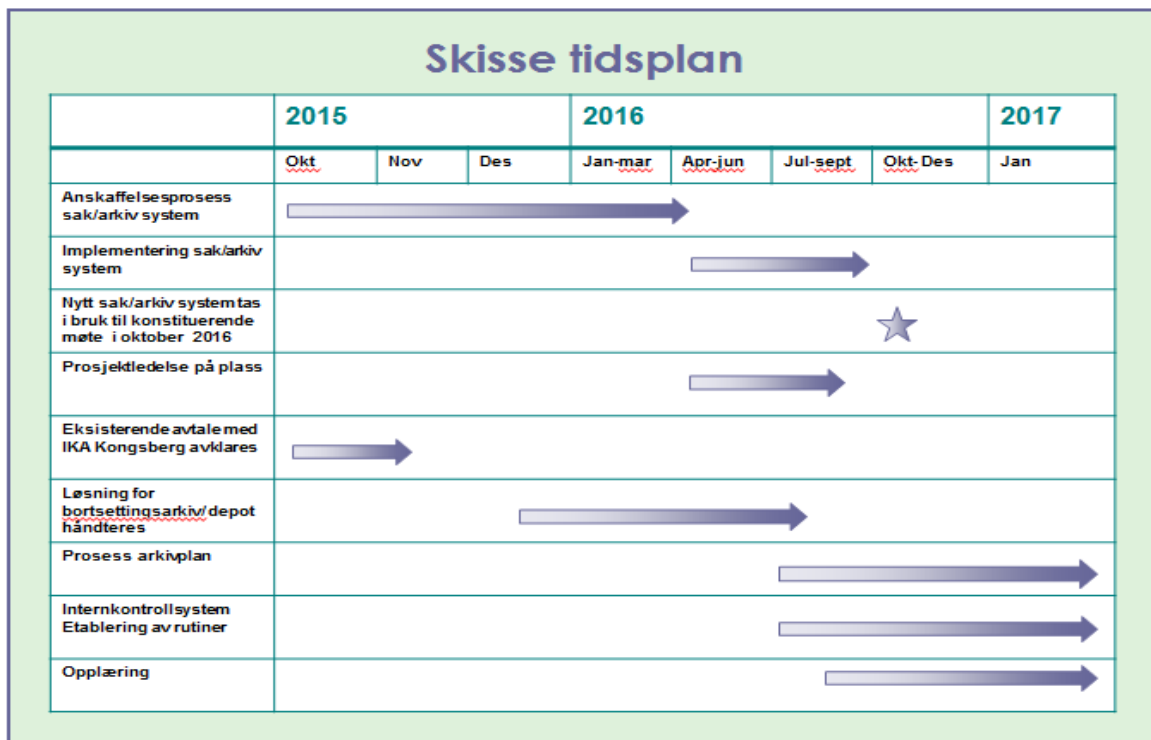 Skisse tidsplan
2015 2016 2017
Okt Nov Des Jan-mar Apr-jun Jul-sept Okt-Des Jan
Anskaffelsesprosess
sak/arkiv system
Implementering sak/arkiv
system
Nytt sak/arkiv system tas
i bruk til konstituerende
møte i oktober 2016
Prosjektledelse på plass
Eksisterende avtale med
IKA Kongsberg avklares
Løsning for
bortsettingsarkiv/depot
håndteres
Prosess arkivplan
Internkontrollsystem
Etablering av rutiner
Opplæring